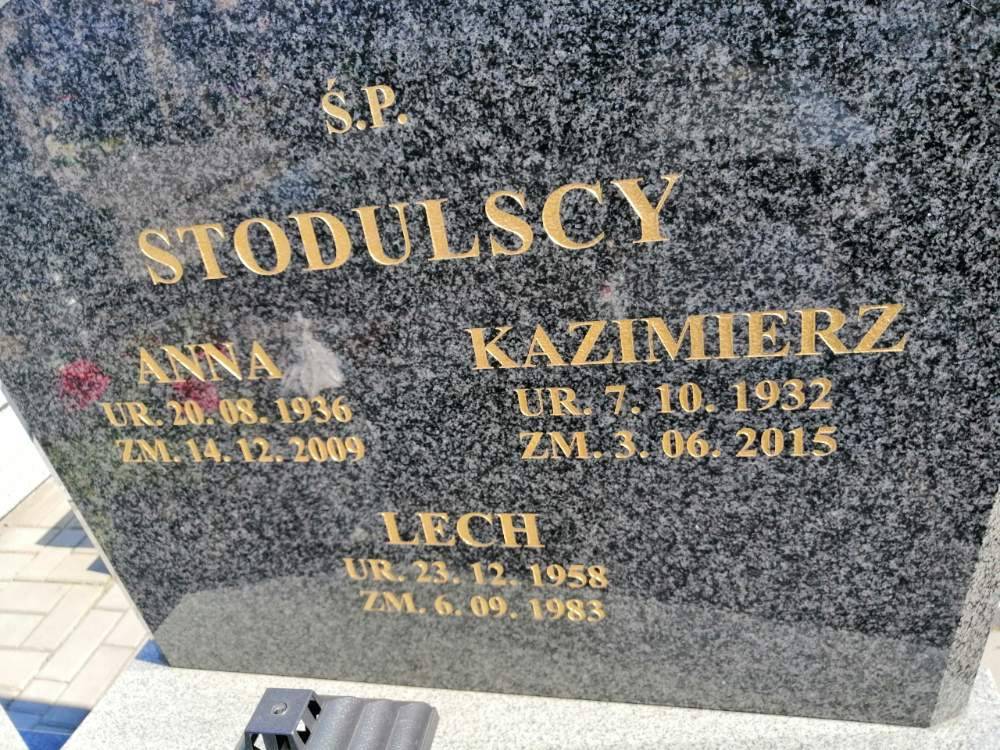 Ś.P.
STODULSCY
ANNA
UR. 20. 08. 1936
ZM. 14. 12. 2009
KAZIMIERZ
UR. 7. 10. 1932
ZM. 3. 06. 2015
LECH
UR. 23. 12. 1958
ZM. 6. 09. 1983